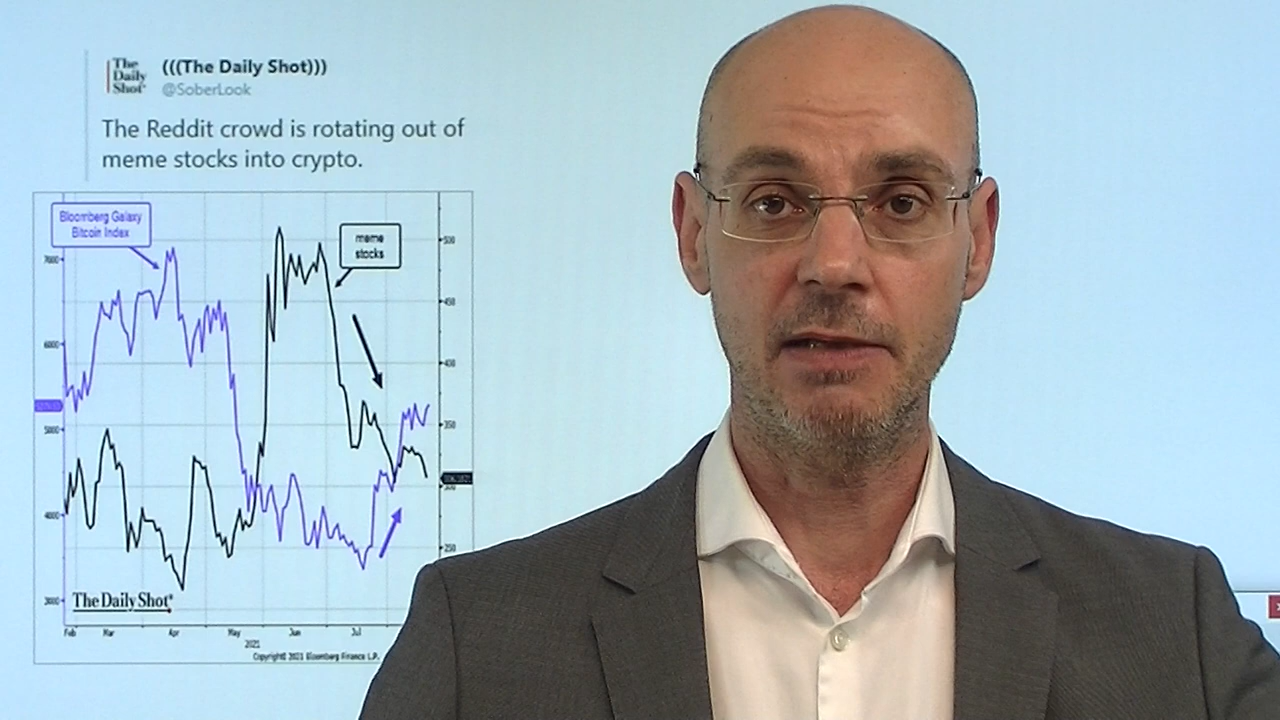 The
Daily
Shot
(((The Daily Shot)))
@SoberLook
The Reddit crowd is rotating out of
meme stocks into crypto.
Bloomberg Galaxy
Bitcoin Index
meme
stocks
7000
6000
5000
4000
3000
500
450
400
350
300
250
The Daily Shot
Feb Mar Apr May Jun Jul
2021
Copyright© 2021 Bloomberg Finance L.P.